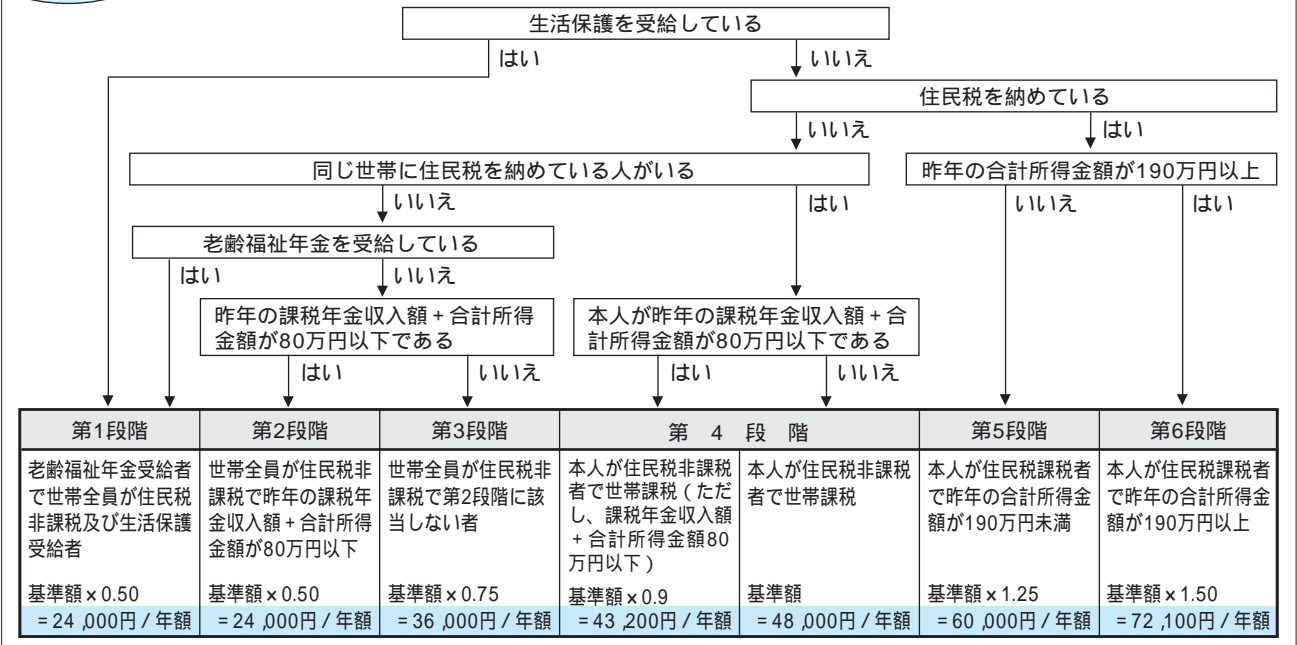 生活保護を受給している
はい
いいえ
住民税を納めている
いいえ
はい
同じ世帯に住民税を納めている人がいる
昨年の合計所得金額が190万円以上
いいえ
はい
いいえ
はい
老齢福祉年金を受給している
はい
いいえ
昨年の課税年金収入額+合計所得
金額が80万円以下である
本人が昨年の課税年金収入額+合
計所得金額が80万円以下である
はい
いいえ
はい
いいえ
第1段階
第2段階
第3段階
第 4 段 階
第5段階
第6段階
老齢福祉年金受給者
で世帯全員が住民税
非課税及び生活保護
受給者
基準額×0.50
=24,000円/年額
世帯全員が住民税非
課税で昨年の課税年
金収入額+合計所得
金額が80万円以下
基準額×0.50
=24,000円/年額
世帯全員が住民税非
課税で第2段階に該
当しない者
基準額×0.75
=36,000円/年額
本人が住民税非課税
者で世帯課税(ただ
し、課税年金収入額
+合計所得金額80
万円以下)
基準額×0.9
=43,200円/年額
本人が住民税非課税
者で世帯課税
基準額
=48,000円/年額
本人が住民税課税者
で昨年の合計所得金
額が190万円未満
基準額×1.25
=60,000円/年額
本人が住民税課税者
で昨年の合計所得金
額が190万円以上
基準額×1.50
=72,100円/年額